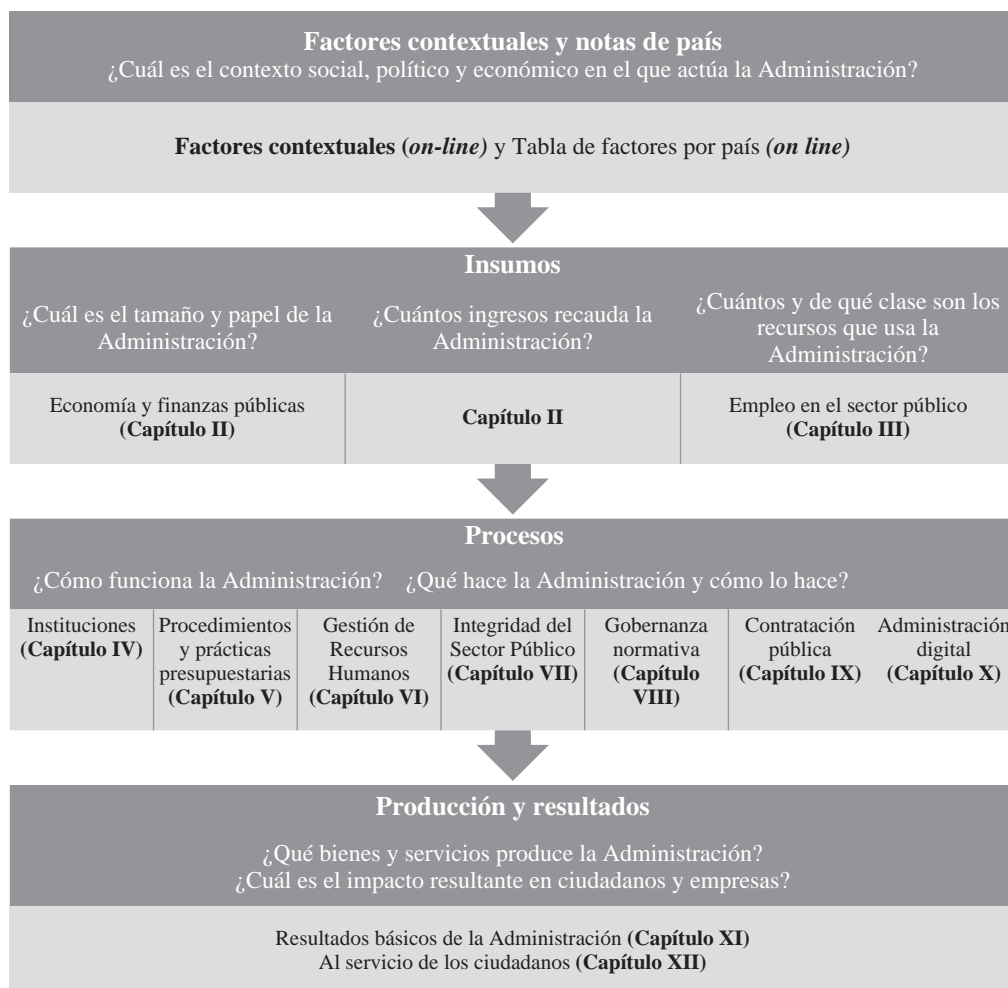 Factores contextuales y notas de país
¿Cuál es el contexto social, político y económico en el que actúa la Administración?
Factores contextuales (on-line) y Tabla de factores por país (on line)
Insumos
¿Cuál es el tamaño y papel de la
Administración?
¿Cuántos ingresos recauda la
Administración?
¿Cuántos y de qué clase son los
recursos que usa la
Administración?
Economía y finanzas públicas
(Capítulo II)
Capítulo II
Empleo en el sector público
(Capítulo III)
Procesos
¿Cómo funciona la Administración? ¿Qué hace la Administración y cómo lo hace?
Instituciones
(Capítulo IV)
Procedimientos
y prácticas
presupuestarias
(Capítulo V)
Gestión de
Recursos
Humanos
(Capítulo VI)
Integridad del
Sector Público
(Capítulo VII)
Gobernanza
normativa
(Capítulo
VIII)
Contratación
pública
(Capítulo IX)
Administración
digital
(Capítulo X)
Producción y resultados
¿Qué bienes y servicios produce la Administración?
¿Cuál es el impacto resultante en ciudadanos y empresas?
Resultados básicos de la Administración (Capítulo XI)
Al servicio de los ciudadanos (Capítulo XII)